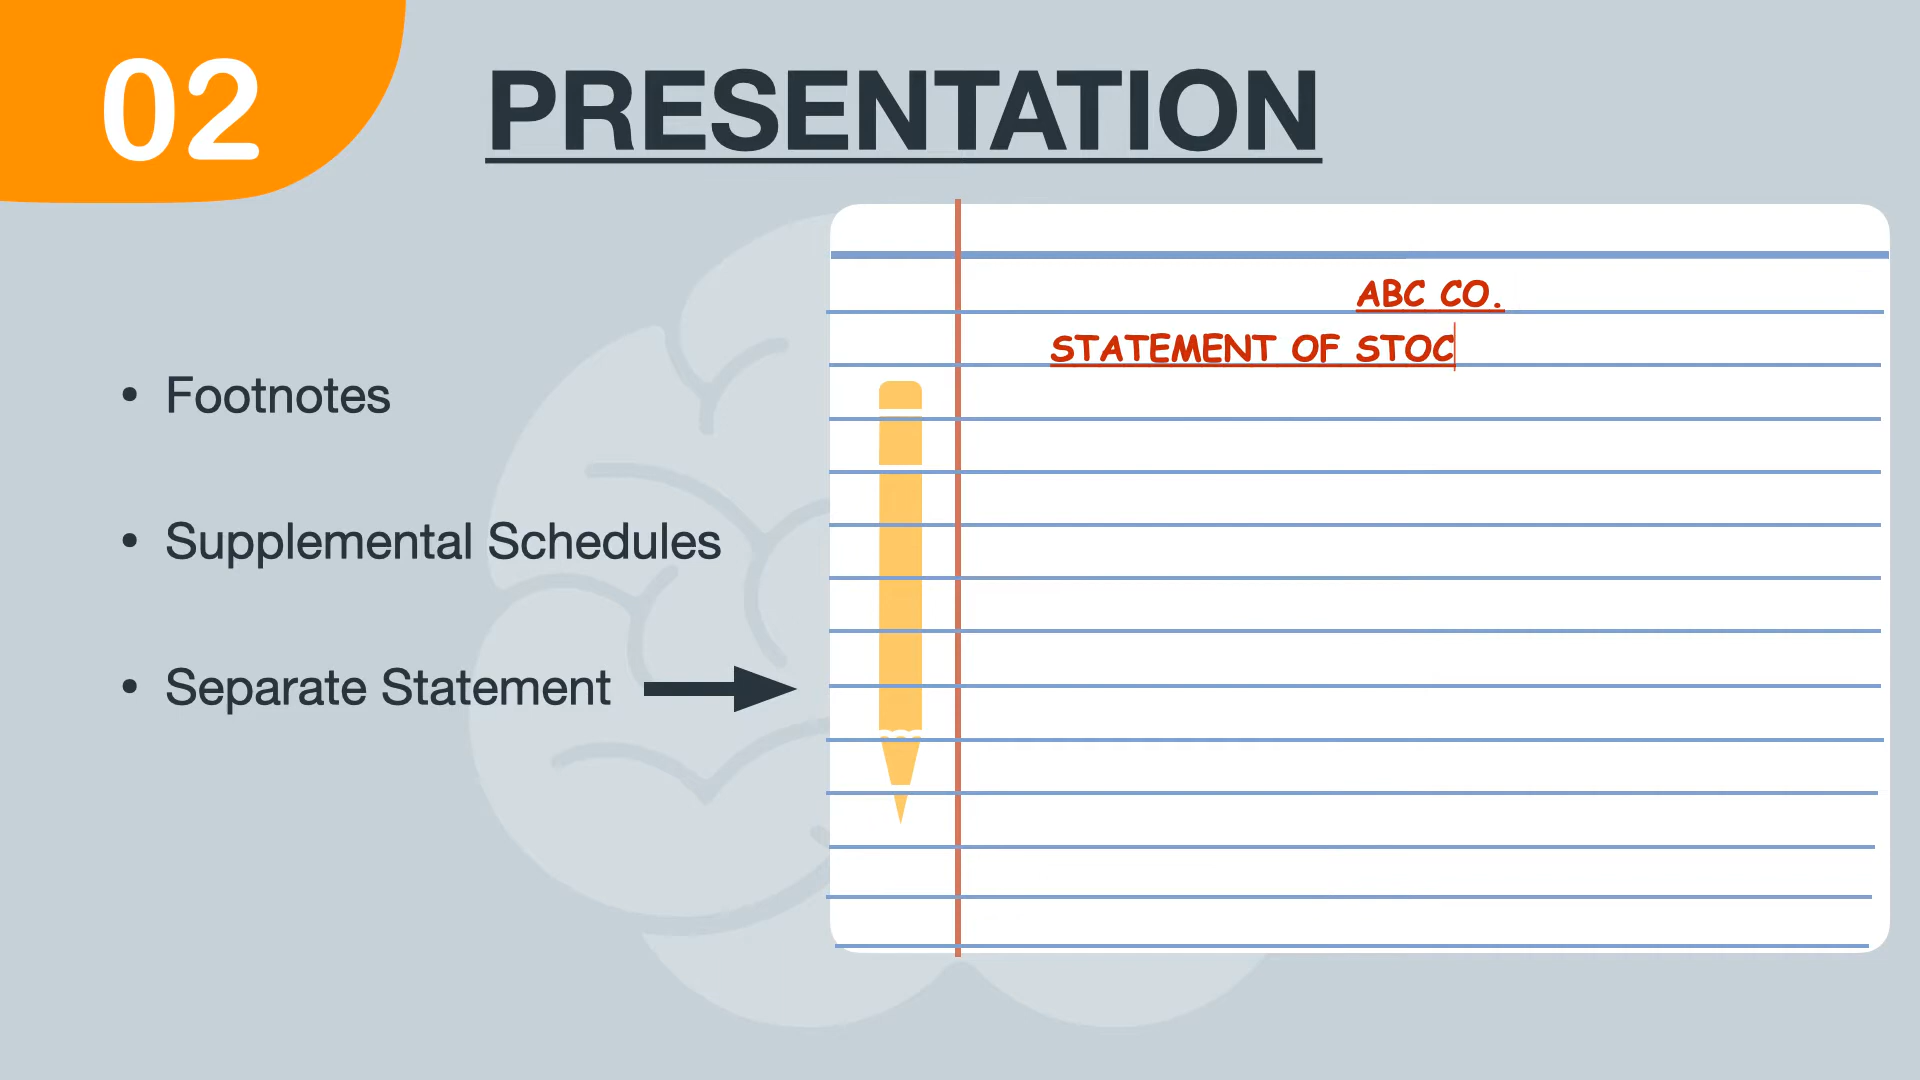 02
PRESENTATION
• Footnotes
• Supplemental Schedules
• Separate Statement
ABC CO.
STATEMENT OF STOC